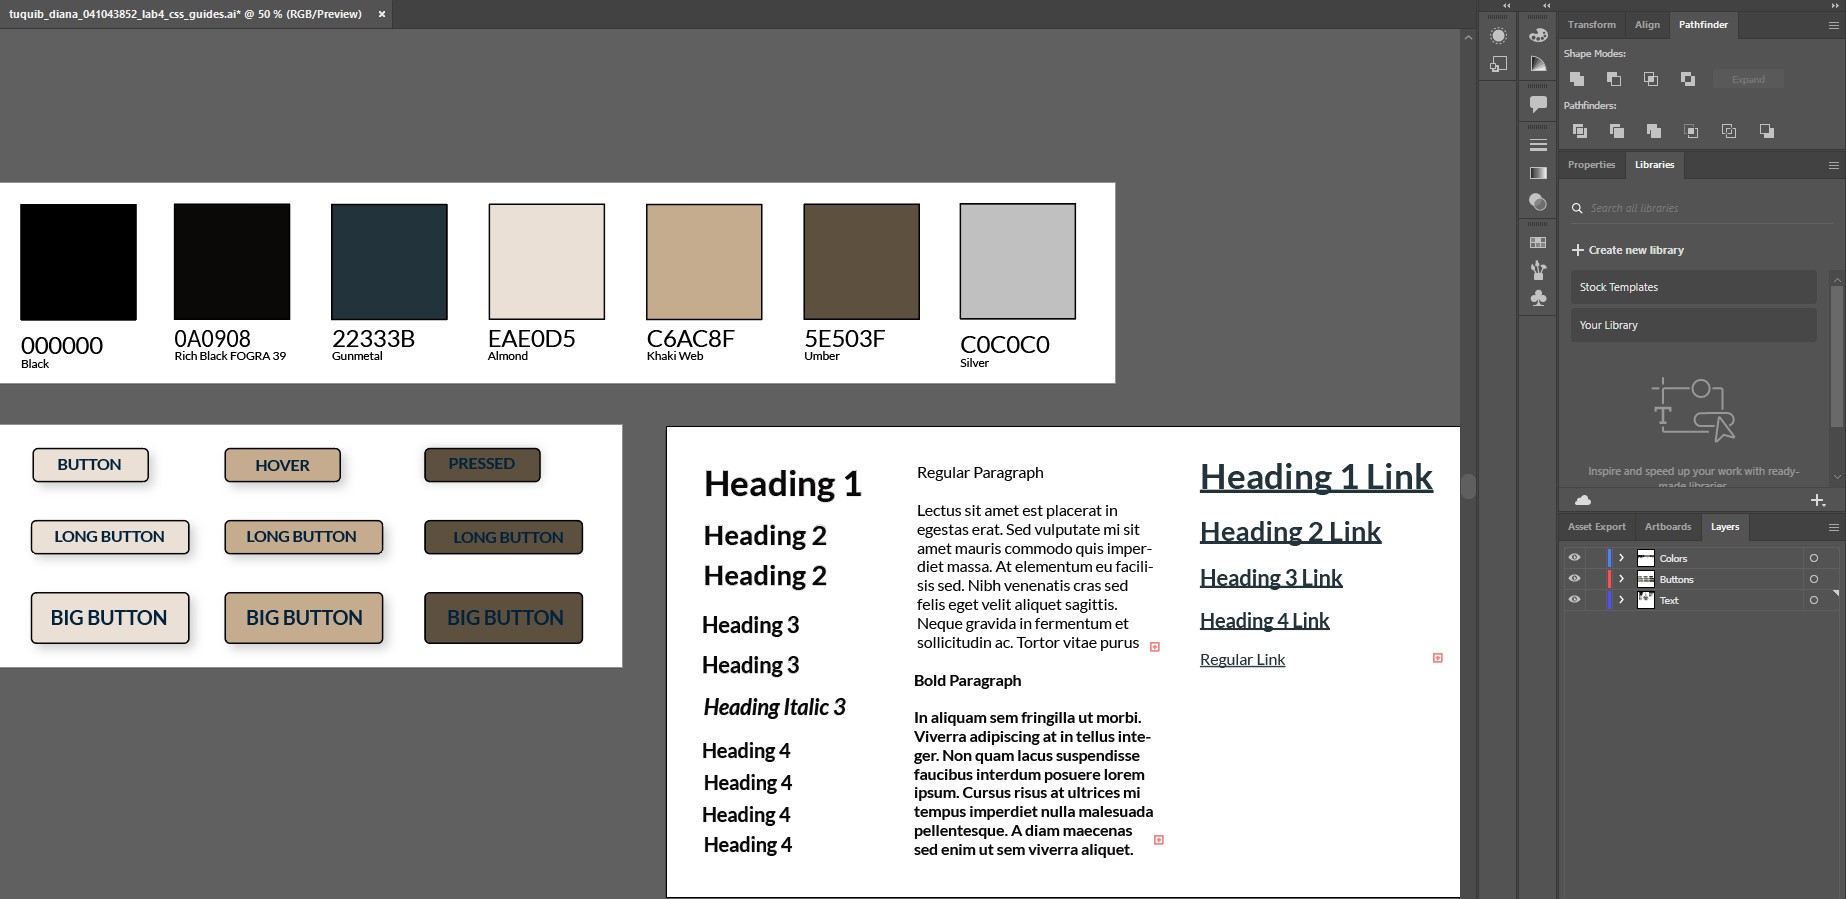 tuquib_diana_041043852_lab4_css_guides.ai* @ 50 % (RGB/Preview)
Transform Align Pathfinder
Shape Modes:
Expand
Pathfinders:
Properties Libraries
Search all libraries
Create new library
Stock Templates
Your Library
Inspire and speed up your work with ready-
made libraries
Asset Export Artboards Layers
Colors
Buttons
Text
000000
Black
0A0908
Rich Black FOGRA 39
22333B
Gunmetal
EAE0D5
Almond
C6AC8F
Khaki Web
5E503F
Umber
C0C0C0
Silver
BUTTON HOVER PRESSED
LONG BUTTON LONG BUTTON LONG BUTTON
BIG BUTTON BIG BUTTON BIG BUTTON
Heading 1
Heading 2
Heading 2
Heading 3
Heading 3
Heading Italic 3
Heading 4
Heading 4
Heading 4
Heading 4
Regular Paragraph
Lectus sit amet est placerat in
egestas erat. Sed vulputate mi sit
amet mauris commodo quis imper-
diet massa. At elementum eu facili-
sis sed. Nibh venenatis cras sed
felis eget velit aliquet sagittis.
Neque gravida in fermentum et
sollicitudin ac. Tortor vitae purus
Bold Paragraph
In aliquam sem fringilla ut morbi.
Viverra adipiscing at in tellus inte-
ger. Non quam lacus suspendisse
faucibus interdum posuere lorem
ipsum. Cursus risus at ultrices mi
tempus imperdiet nulla malesuada
pellentesque. A diam maecenas
sed enim ut sem viverra aliquet.
Heading 1 Link
Heading 2 Link
Heading 3 Link
Heading 4 Link
Regular Link